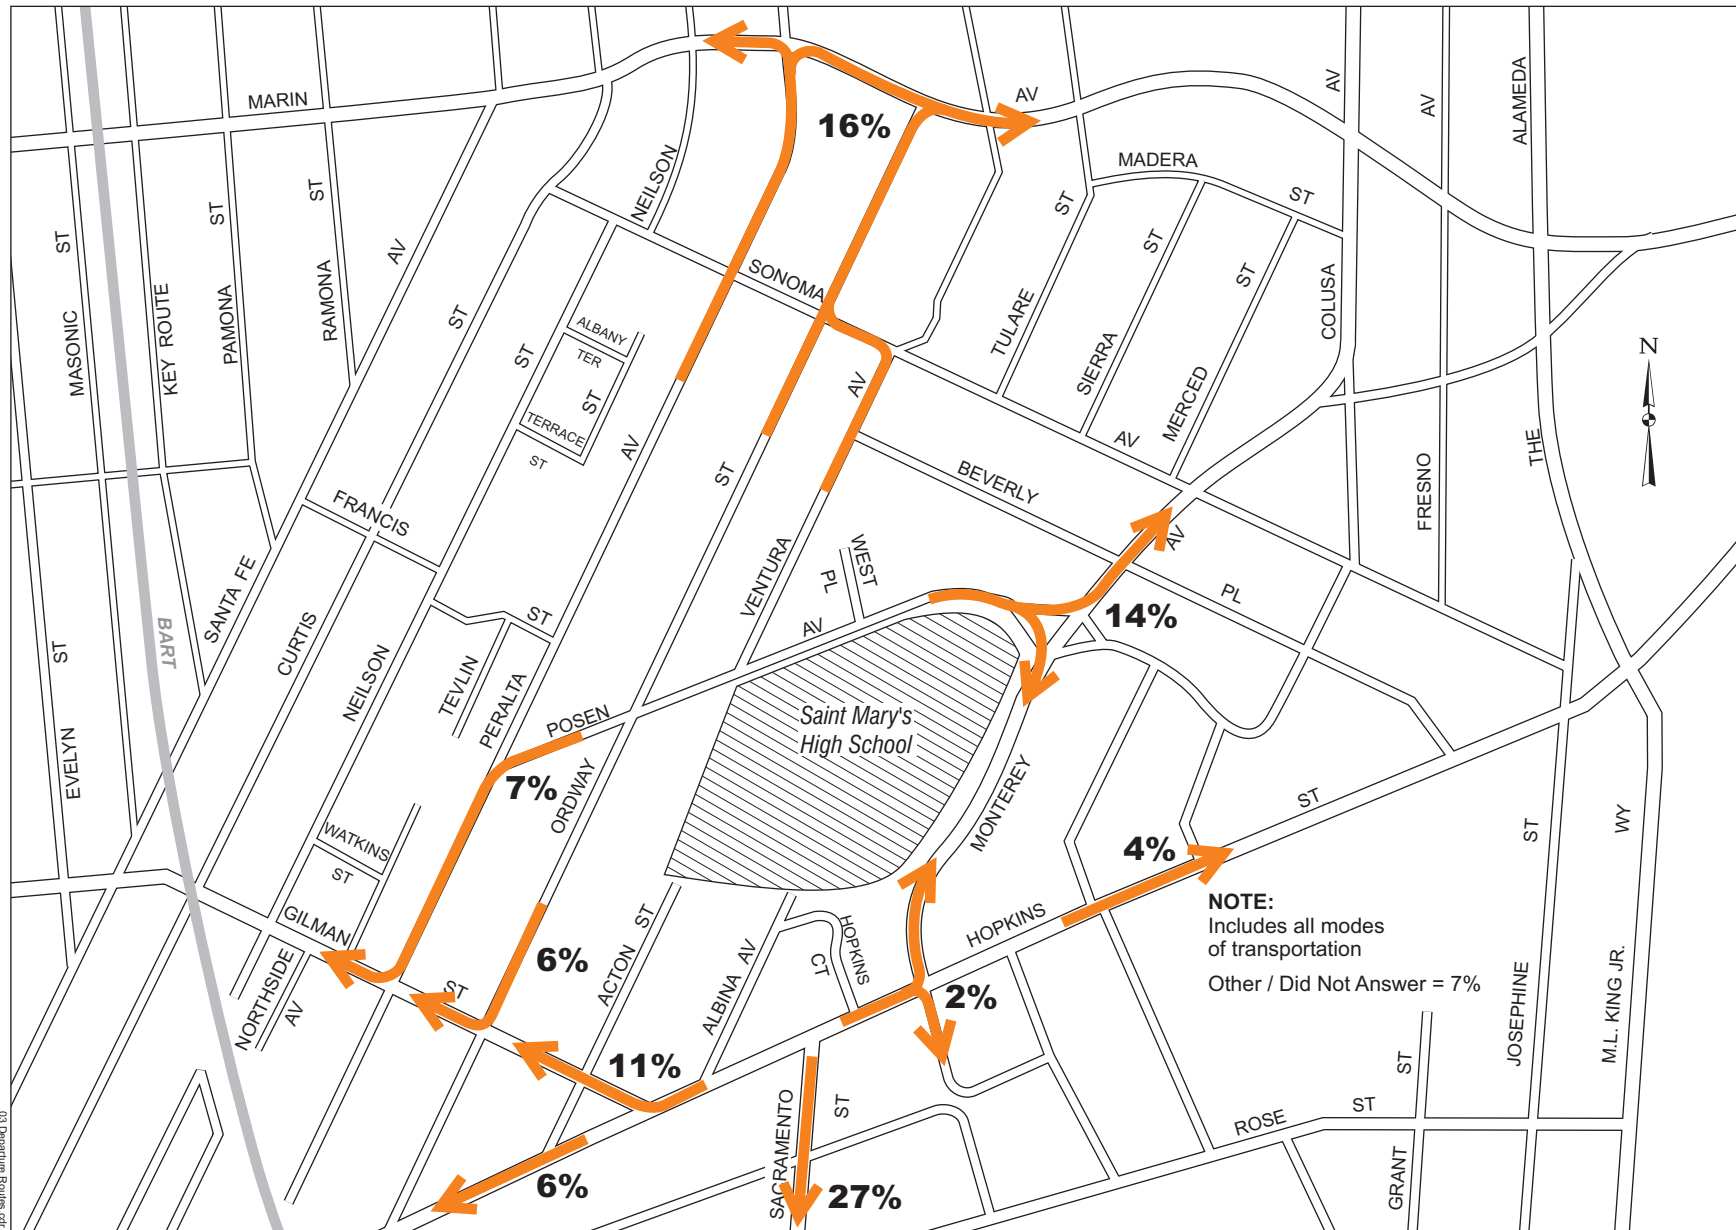 MARIN
AV
AV
AV
ALAMEDA
16%
NEILSON
MADERA
ST
ST
ST
ST
ST
ST
AV
ST
ST
SONOMA
COLUSA
MASONIC
KEY ROUTE
PAMONA
RAMONA
ST
ALBANY
TER
ST
ST
TERRACE
ST
TULARE
SIERRA
MERCED
N
AV
AV
ST
AV
THE
BEVERLY
FRESNO
FRANCIS
AV
WEST
PL
VENTURA
SANTA FE
BART
CURTIS
ST
AV
PL
14%
ST
NEILSON
TEVLIN
PERALTA
POSEN
Saint Mary's
High School
EVELYN
7%
ORDWAY
MONTEREY
ST
WATKINS
ST
4%
ST
WY
GILMAN
NORTHSIDE
AV
ST
6%
ACTON
ST
ALBINA
AV
HOPKINS
CT
HOPKINS
NOTE:
Includes all modes
of transportation
Other / Did Not Answer = 7%
2%
JOSEPHINE
M.L. KING JR.
11%
ST
SACRAMENTO
ST
ROSE
ST
GRANT
6%
27%
03 Departure Routes.cdr